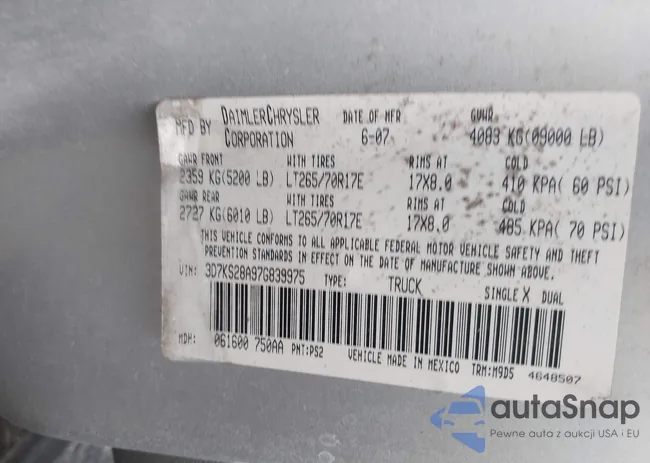 MFD BY DAIMLERCHRYSLER CORPORATION DATE OF MFR 6-07 GVWR 4083 KG(09000 LB)
GAWR FRONT WITH TIRES RIMS AT COLD
2359 KG(5200 LB) LT265/70R17E 17X8.0 410 KPA( 60 PSI)
GAWR REAR WITH TIRES RIMS AT COLD
2727 KG(6010 LB) LT265/70R17E 17X8.0 485 KPA( 70 PSI)
THIS VEHICLE CONFORMS TO ALL APPLICABLE FEDERAL MOTOR VEHICLE SAFETY AND THEFT
PREVENTION STANDARDS IN EFFECT ON THE DATE OF MANUFACTURE SHOWN ABOVE.
VIN: 3D7KS28A97G839975 TYPE: TRUCK SINGLE X DUAL
MDH: 061600 750AA PNT:PS2 VEHICLE MADE IN MEXICO TRM:M9D5 4648507
autaSnap
Pewne auta z aukcji USA i EU